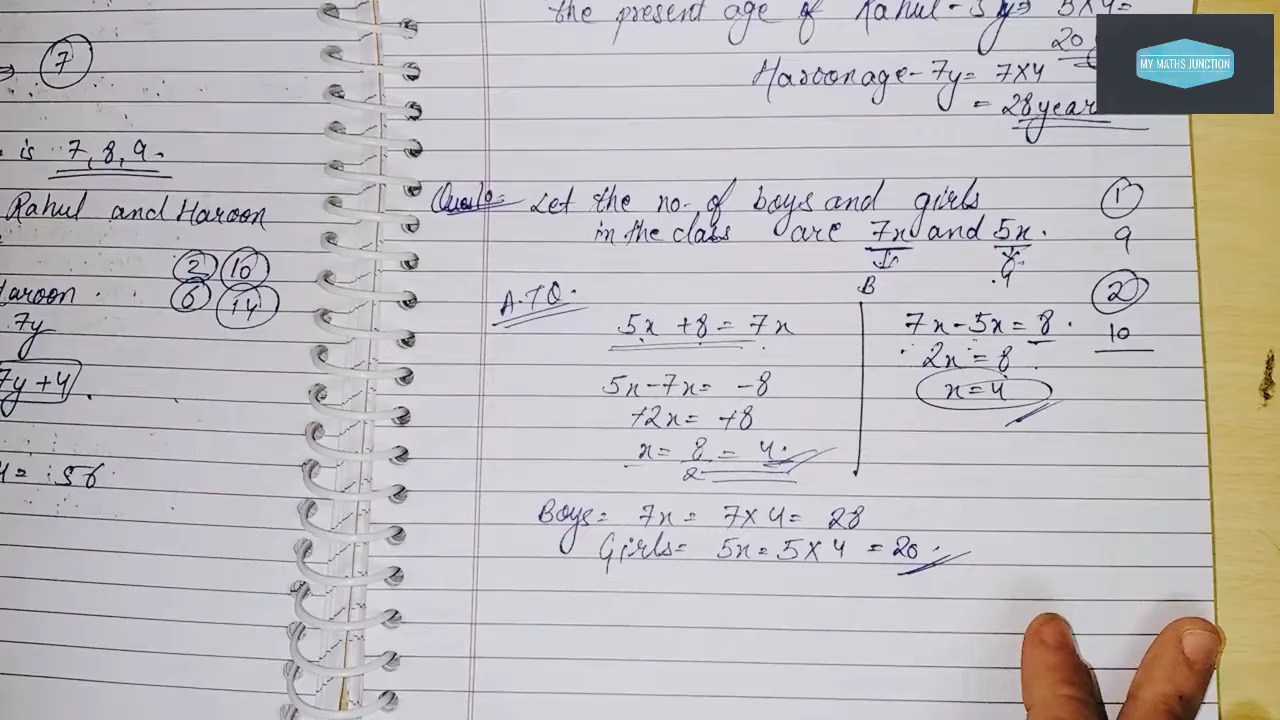 ⇒ 7
is 7, 8, 9.
Rahul and Haroon
2 10
Haroon 6 14
7y
7y + 4
= 56
the present age of Rahul - 5y ⇒ 5×4=
20
MY MATHS JUNCTION
Haroon age - 7y = 7×4
= 28 year
Let the no. of boys and girls 1
in the class are 7x and 5x. 9
A.T.Q. B 2
5x + 8 = 7x 7x - 5x = 8. 10
2x = 8
5x - 7x = -8 x = 4
+2x = +8
x = 8/2 = 4.
Boys = 7x = 7×4 = 28
Girls = 5x = 5×4 = 20.